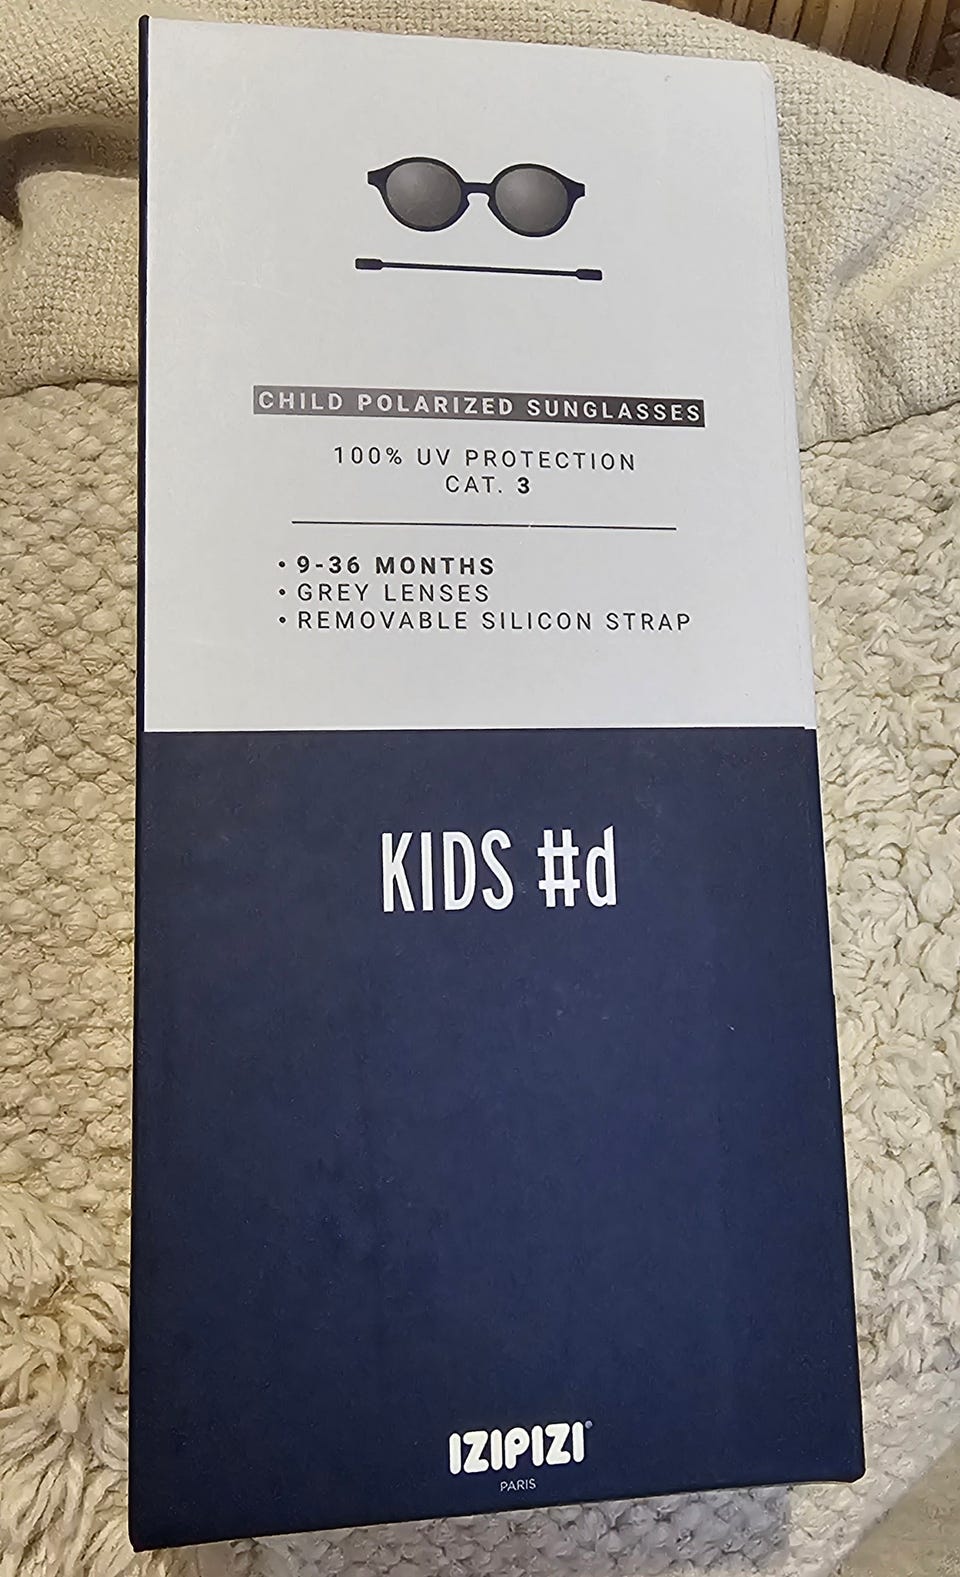 CHILD POLARIZED SUNGLASSES
100% UV PROTECTION
CAT. 3
• 9-36 MONTHS
• GREY LENSES
• REMOVABLE SILICON STRAP
KIDS #d
IZIPIZI®
PARIS